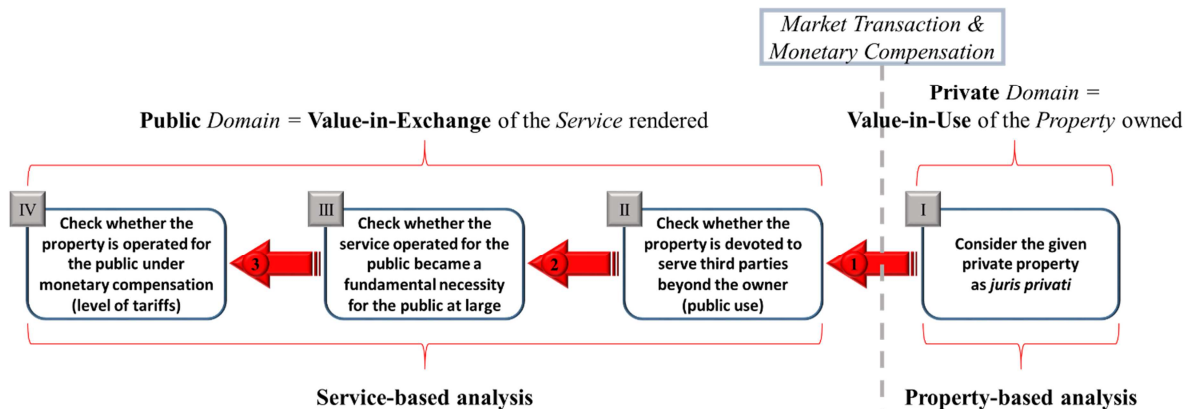 Market Transaction &
Monetary Compensation
Public Domain = Value-in-Exchange of the Service rendered
Private Domain =
Value-in-Use of the Property owned
IV
Check whether the
property is operated for
the public under
monetary compensation
(level of tariffs)
3
III
Check whether the
service operated for the
public became a
fundamental necessity
for the public at large
2
II
Check whether the
property is devoted to
serve third parties
beyond the owner
(public use)
1
I
Consider the given
private property
as juris privati
Service-based analysis
Property-based analysis